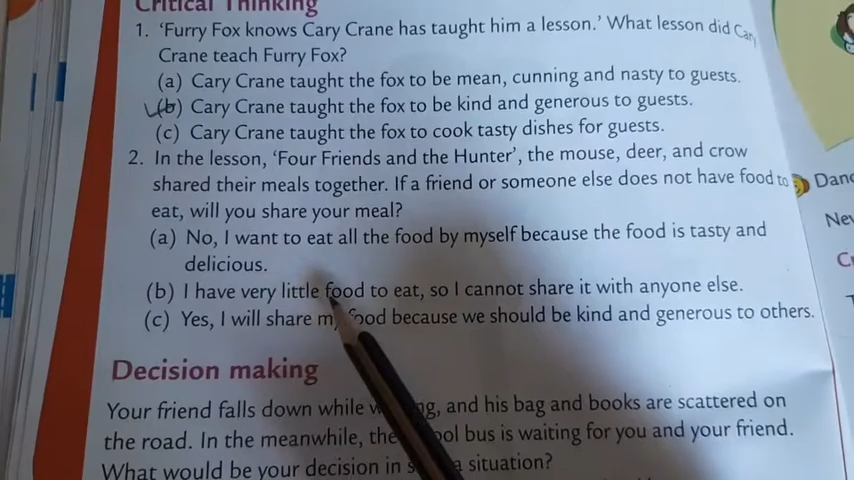 Critical Thinking
1. ‘Furry Fox knows Cary Crane has taught him a lesson.’ What lesson did Cary
Crane teach Furry Fox?
(a) Cary Crane taught the fox to be mean, cunning and nasty to guests.
(b) Cary Crane taught the fox to be kind and generous to guests.
(c) Cary Crane taught the fox to cook tasty dishes for guests.
2. In the lesson, ‘Four Friends and the Hunter’, the mouse, deer, and crow
shared their meals together. If a friend or someone else does not have food to
eat, will you share your meal?
(a) No, I want to eat all the food by myself because the food is tasty and
delicious.
(b) I have very little food to eat, so I cannot share it with anyone else.
(c) Yes, I will share my food because we should be kind and generous to others.
Decision making
Your friend falls down while, and his bag and books are scattered on
the road. In the meanwhile, the bus is waiting for you and your friend.
What would be your decision in a situation?